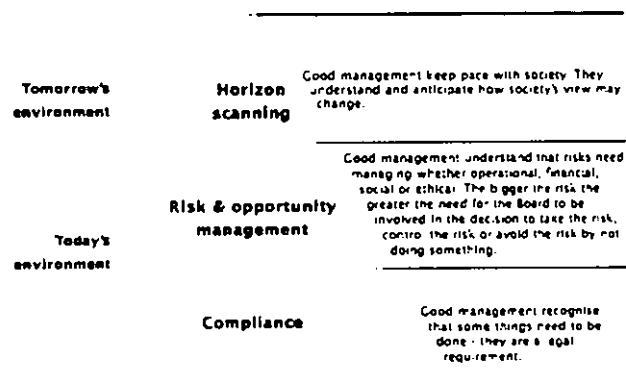 Tomorrow's
environment
Horizon
scanning
Good management keep pace with society. They
understand and anticipate how society's view may
change.
Good management understand that risks need
managing whether operational, financial,
social or ethical. The bigger the risk the
greater the need for the Board to be
involved in the decision to take the risk,
control the risk or avoid the risk by not
doing something.
Risk & opportunity
management
Today's
environment
Compliance
Good management recognise
that some things need to be
done - they are a legal
requirement.